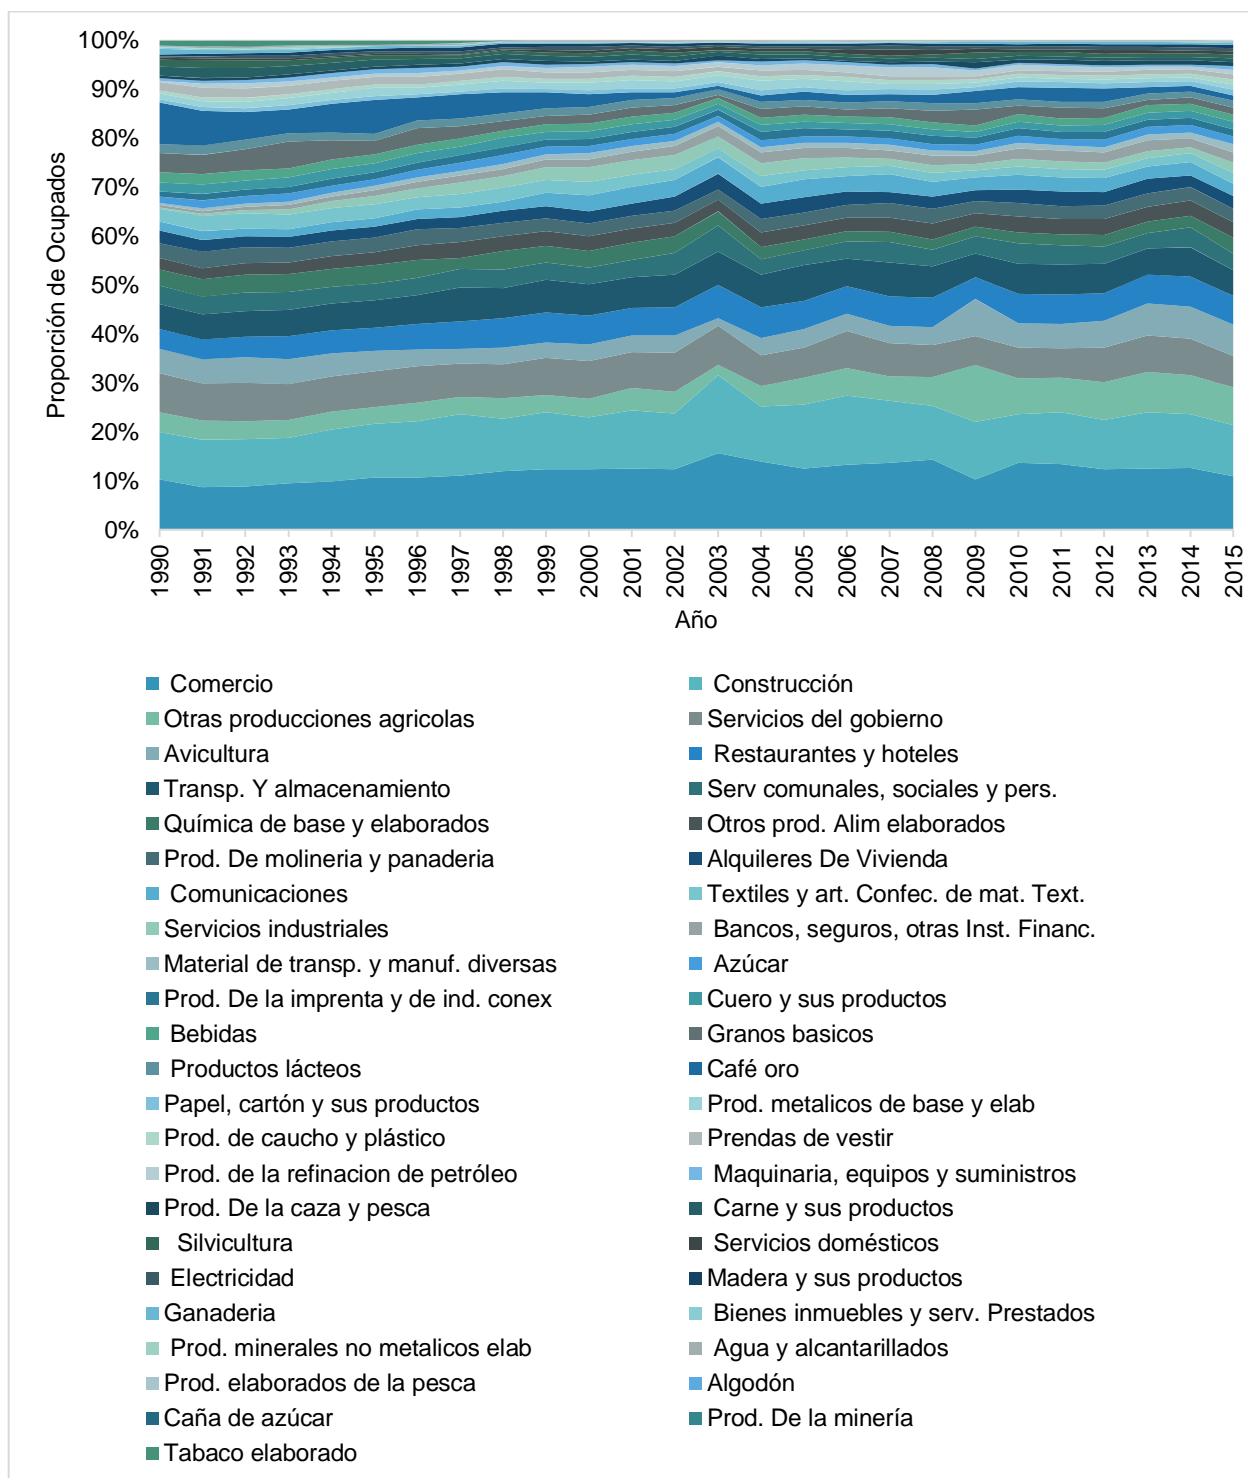 100%
90%
80%
70%
60%
50%
40%
30%
20%
10%
0%
Proporción de Ocupados
1990 1991 1992 1993 1994 1995 1996 1997 1998 1999 2000 2001 2002 2003 2004 2005 2006 2007 2008 2009 2010 2011 2012 2013 2014 2015
Año
Comercio
Construcción
Otras producciones agricolas
Servicios del gobierno
Avicultura
Restaurantes y hoteles
Transp. Y almacenamiento
Serv comunales, sociales y pers.
Química de base y elaborados
Otros prod. Alim elaborados
Prod. De molineria y panaderia
Alquileres De Vivienda
Comunicaciones
Textiles y art. Confec. de mat. Text.
Servicios industriales
Bancos, seguros, otras Inst. Financ.
Material de transp. y manuf. diversas
Azúcar
Prod. De la imprenta y de ind. conex
Cuero y sus productos
Bebidas
Granos basicos
Productos lácteos
Café oro
Papel, cartón y sus productos
Prod. metalicos de base y elab
Prod. de caucho y plástico
Prendas de vestir
Prod. de la refinacion de petróleo
Maquinaria, equipos y suministros
Prod. De la caza y pesca
Carne y sus productos
Silvicultura
Servicios domésticos
Electricidad
Madera y sus productos
Ganaderia
Bienes inmuebles y serv. Prestados
Prod. minerales no metalicos elab
Agua y alcantarillados
Prod. elaborados de la pesca
Algodón
Caña de azúcar
Prod. De la minería
Tabaco elaborado